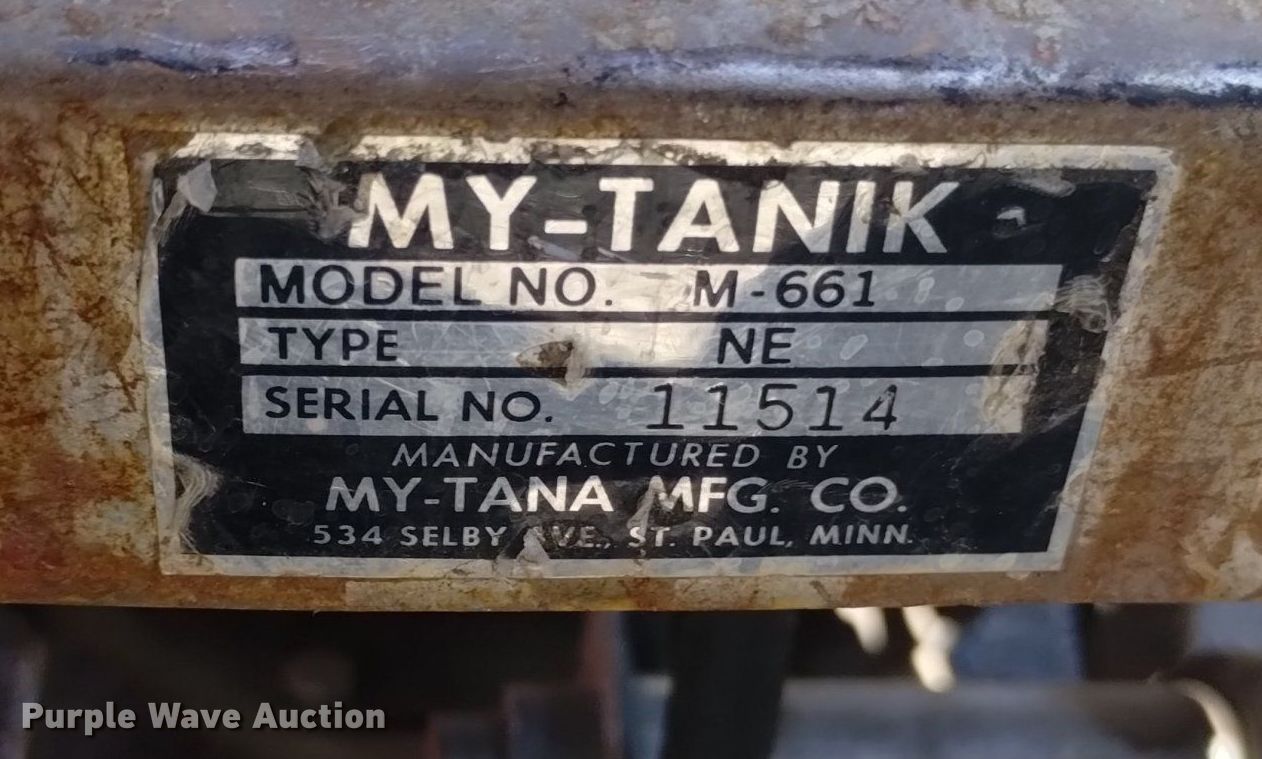 MY-TANIK
MODEL NO. M-661
TYPE NE
SERIAL NO. 11514
MANUFACTURED BY
MY-TANA MFG. CO.
534 SELBY AVE., ST. PAUL, MINN.
Purple Wave Auction